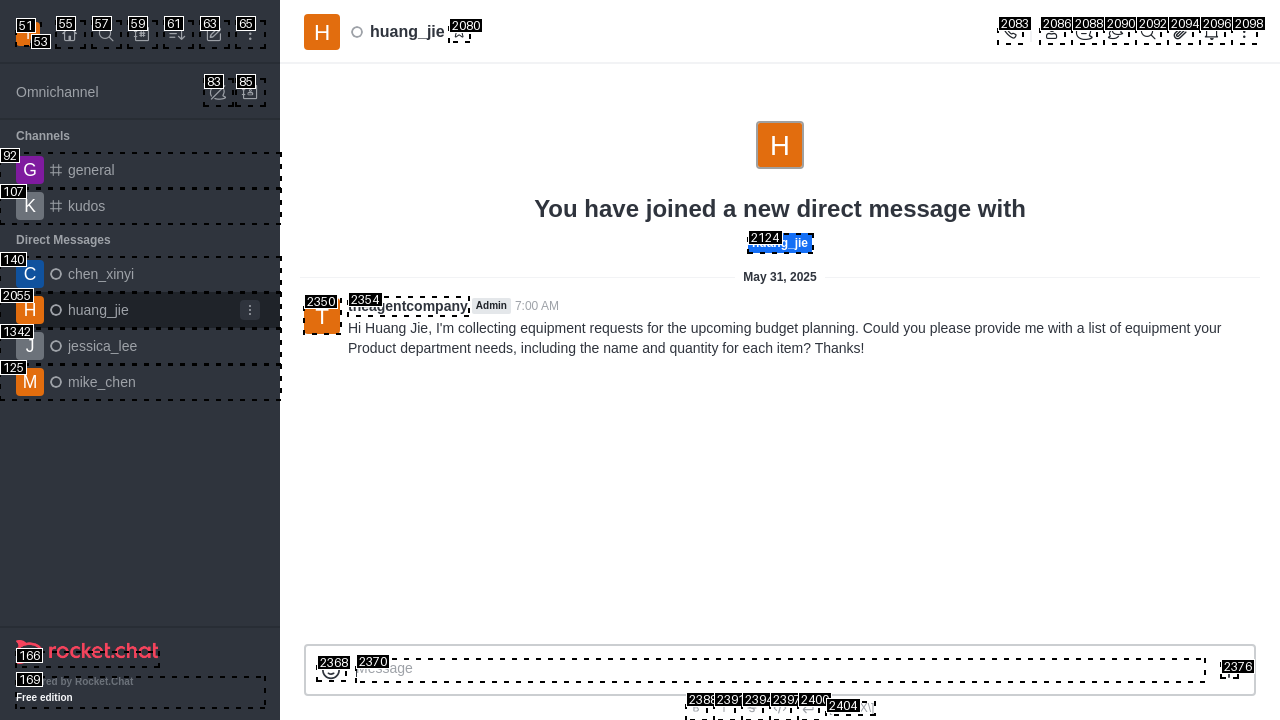 51
53
55
57
59
61
63
65
H
huang_jie
2080
2083
2086
2088
2090
2092
2094
2096
2098
Omnichannel
83
85
Channels
92
G
general
107
K
kudos
Direct Messages
140
C
chen_xinyi
2055
H
huang_jie
1342
J
jessica_lee
125
M
mike_chen
H
You have joined a new direct message with
2124
May 31, 2025
2350
T
2354
theagentcompany
Admin
7:00 AM
Hi Huang Jie, I'm collecting equipment requests for the upcoming budget planning. Could you please provide me with a list of equipment your
Product department needs, including the name and quantity for each item? Thanks!
166
rocket.chat
169
by Rocket.Chat
Free edition
2368
2370
Message
2376
2388
2391
2394
2397
2400
2404